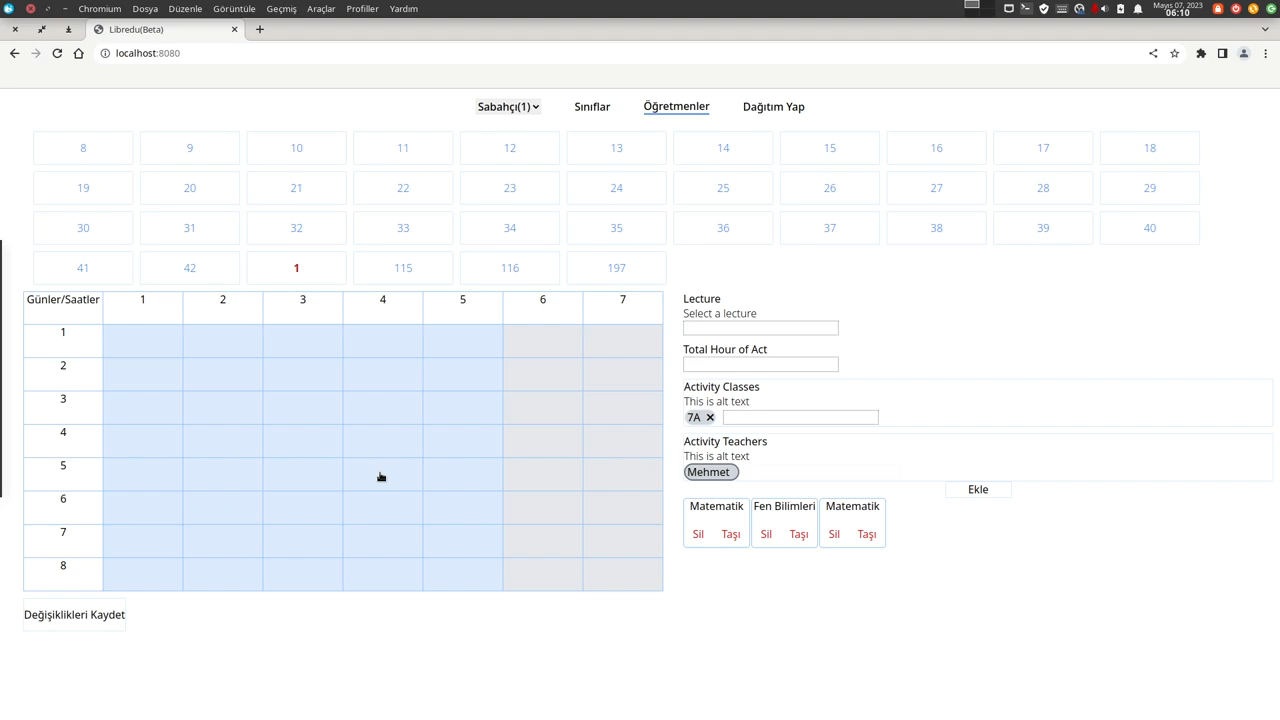 Chromium Dosya Düzenle Görüntüle Geçmiş Araçlar Profiller Yardım
Mayıs 07, 2023
06:10
Libredu(Beta)
localhost:8080
Sabahçı(1) Sınıflar Öğretmenler Dağıtım Yap
8 9 10 11 12 13 14 15 16 17 18
19 20 21 22 23 24 25 26 27 28 29
30 31 32 33 34 35 36 37 38 39 40
41 42 1 115 116 197
Günler/Saatler 1 2 3 4 5 6 7
1
2
3
4
5
6
7
8
Değişiklikleri Kaydet
Lecture
Select a lecture
Total Hour of Act
Activity Classes
This is alt text
7A ✕
Activity Teachers
This is alt text
Mehmet
Ekle
Matematik Fen Bilimleri Matematik
Sil Taşı Sil Taşı Sil Taşı